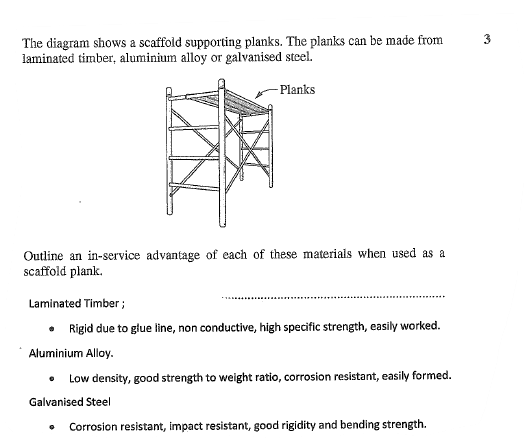 The diagram shows a scaffold supporting planks. The planks can be made from 3
laminated timber, aluminium alloy or galvanised steel.
Planks
Outline an in-service advantage of each of these materials when used as a
scaffold plank.
Laminated Timber ;
• Rigid due to glue line, non conductive, high specific strength, easily worked.
Aluminium Alloy.
• Low density, good strength to weight ratio, corrosion resistant, easily formed.
Galvanised Steel
• Corrosion resistant, impact resistant, good rigidity and bending strength.